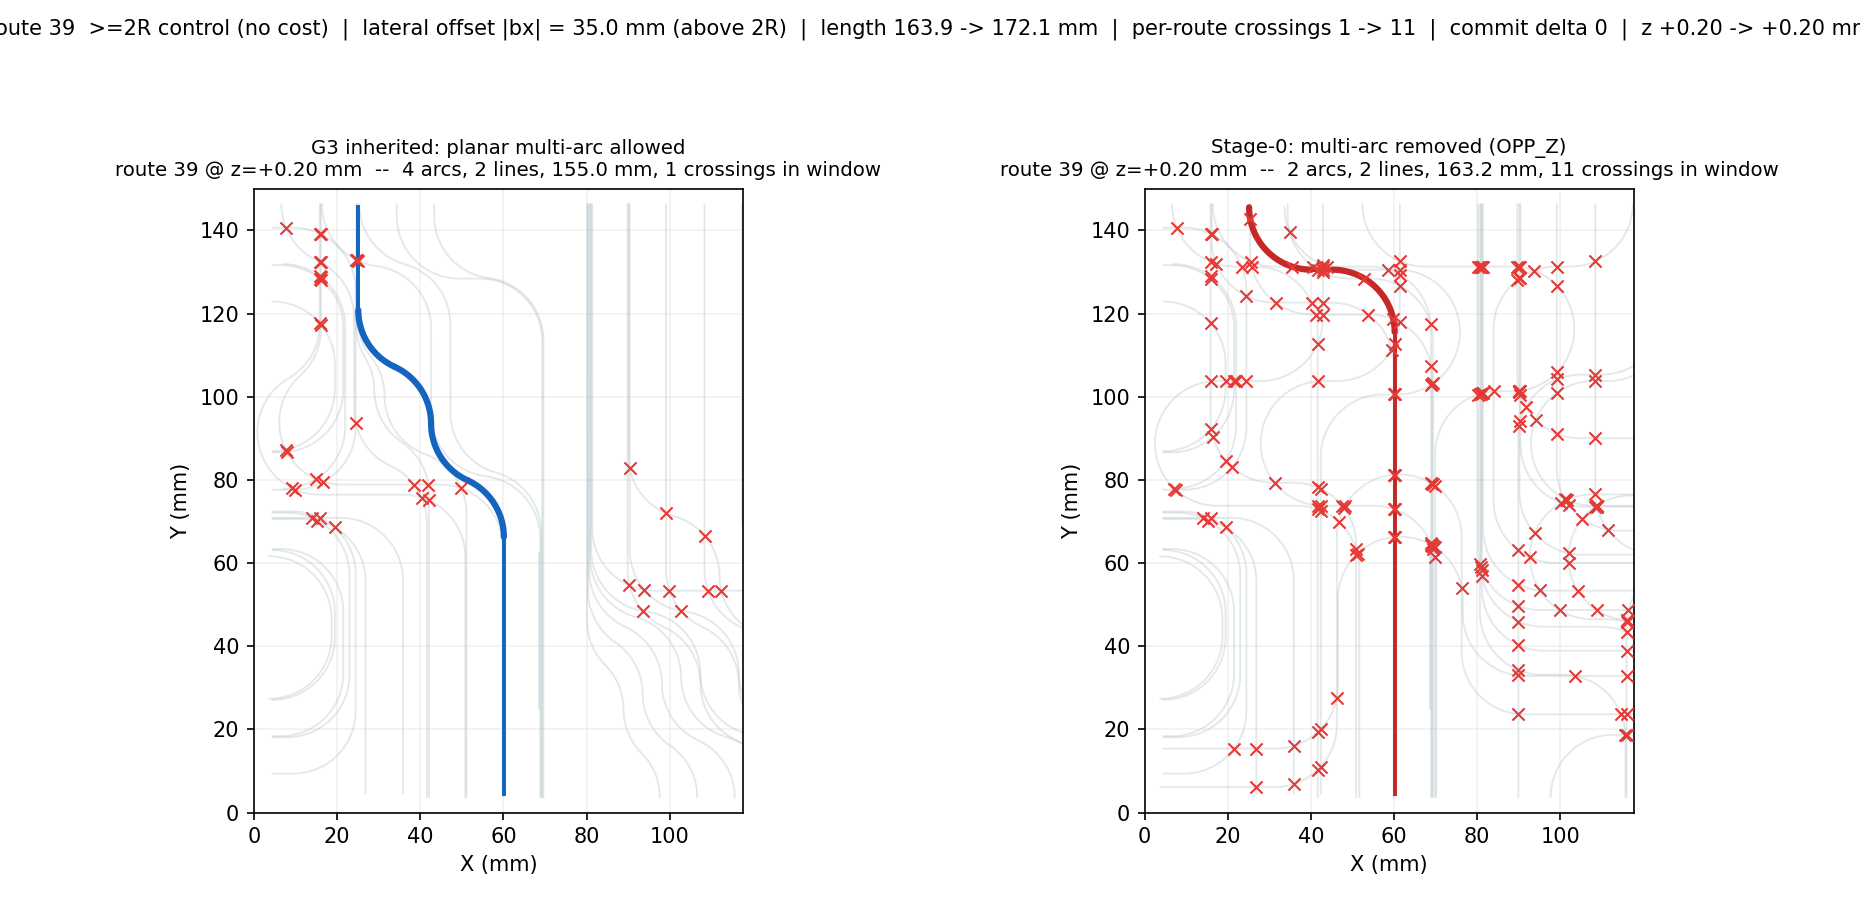 oute 39 >=2R control (no cost) | lateral offset |bx| = 35.0 mm (above 2R) | length 163.9 -> 172.1 mm | per-route crossings 1 -> 11 | commit delta 0 | z +0.20 -> +0.20 mm
G3 inherited: planar multi-arc allowed
route 39 @ z=+0.20 mm -- 4 arcs, 2 lines, 155.0 mm, 1 crossings in window
140
120
100
80
60
40
20
0
Y (mm)
0 20 40 60 80 100
X (mm)
Stage-0: multi-arc removed (OPP_Z)
route 39 @ z=+0.20 mm -- 2 arcs, 2 lines, 163.2 mm, 11 crossings in window
140
120
100
80
60
40
20
0
Y (mm)
0 20 40 60 80 100
X (mm)